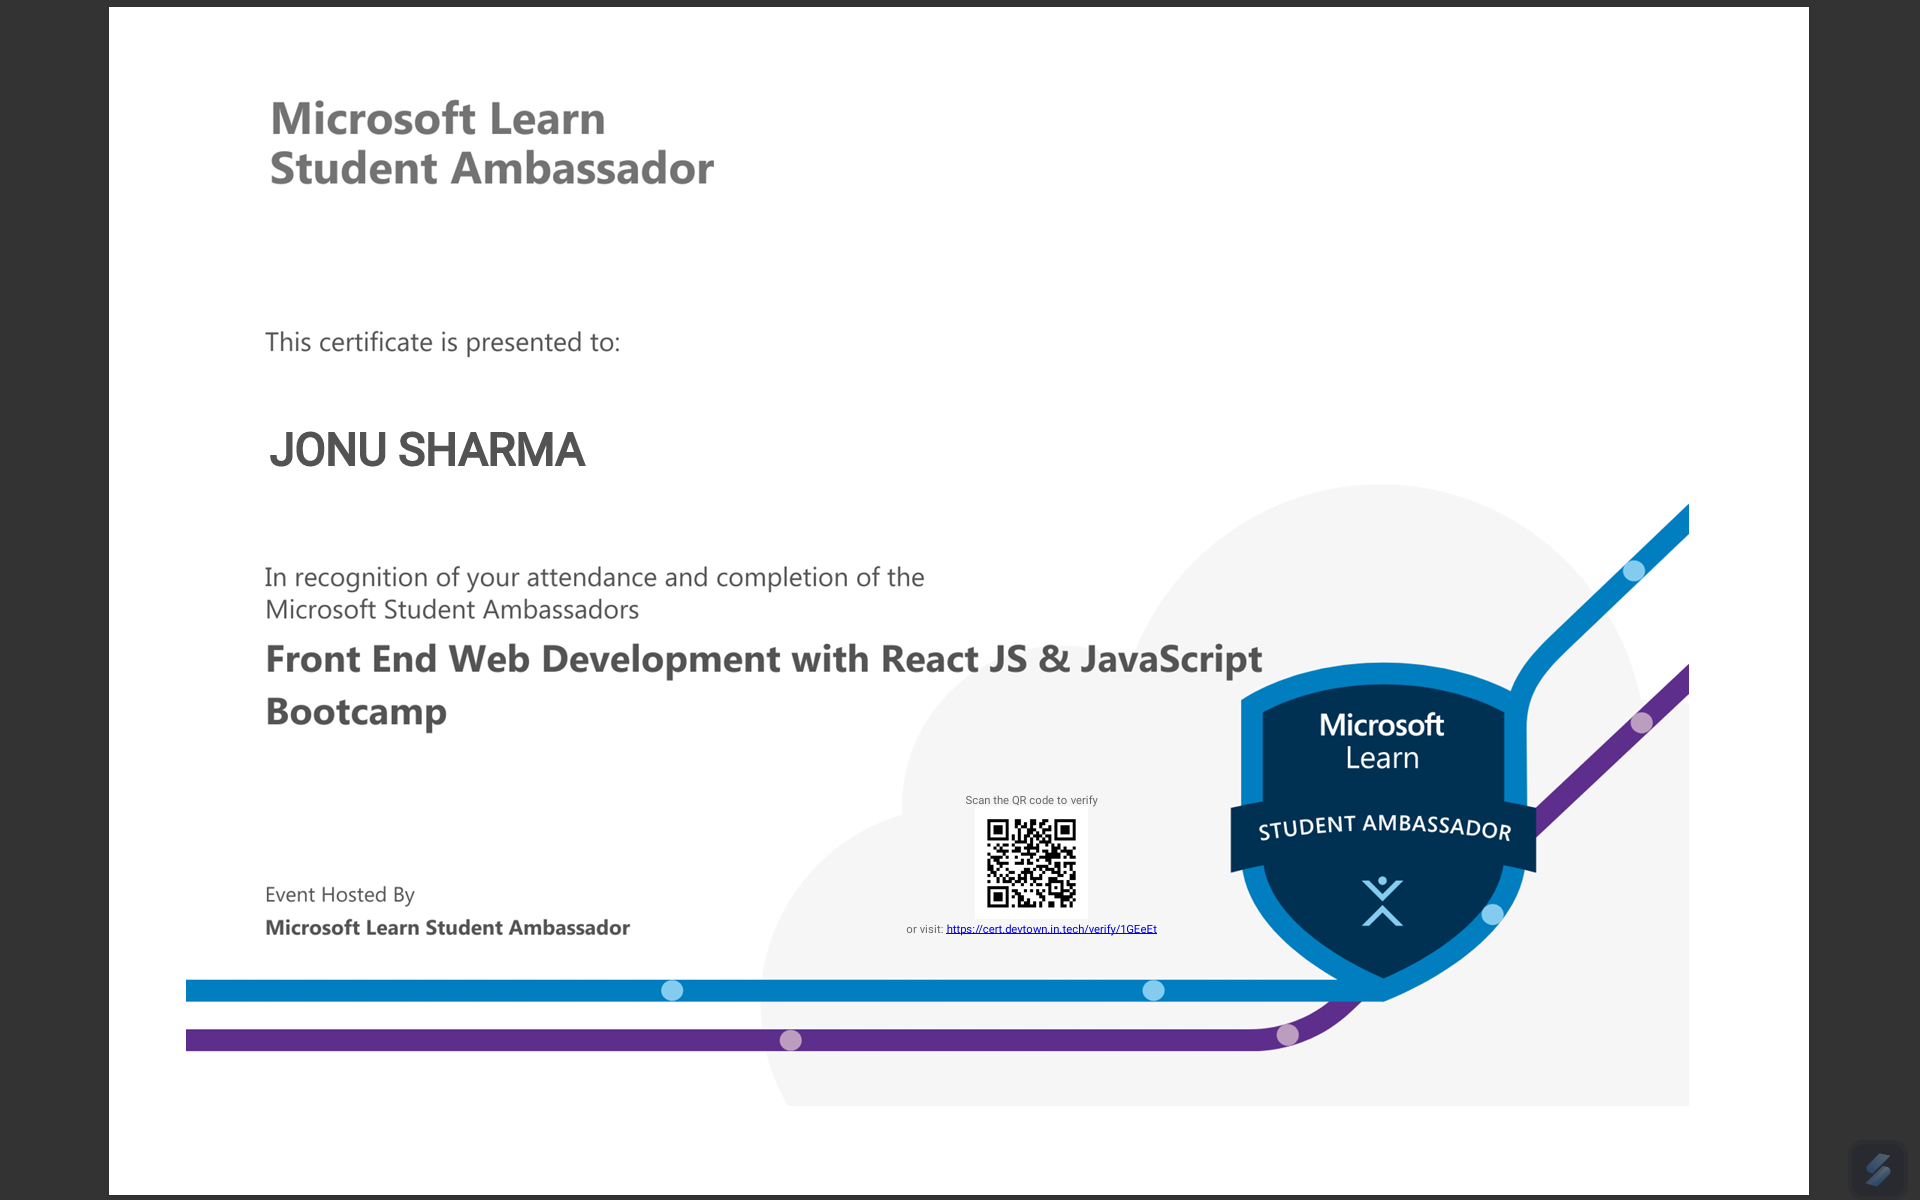 Microsoft Learn
Student Ambassador
This certificate is presented to:
JONU SHARMA
In recognition of your attendance and completion of the
Microsoft Student Ambassadors
Front End Web Development with React JS & JavaScript
Bootcamp
Microsoft
Learn
STUDENT AMBASSADOR
Scan the QR code to verify
or visit: https://cert.devtown.in.tech/verify/1GEeEt
Event Hosted By
Microsoft Learn Student Ambassador